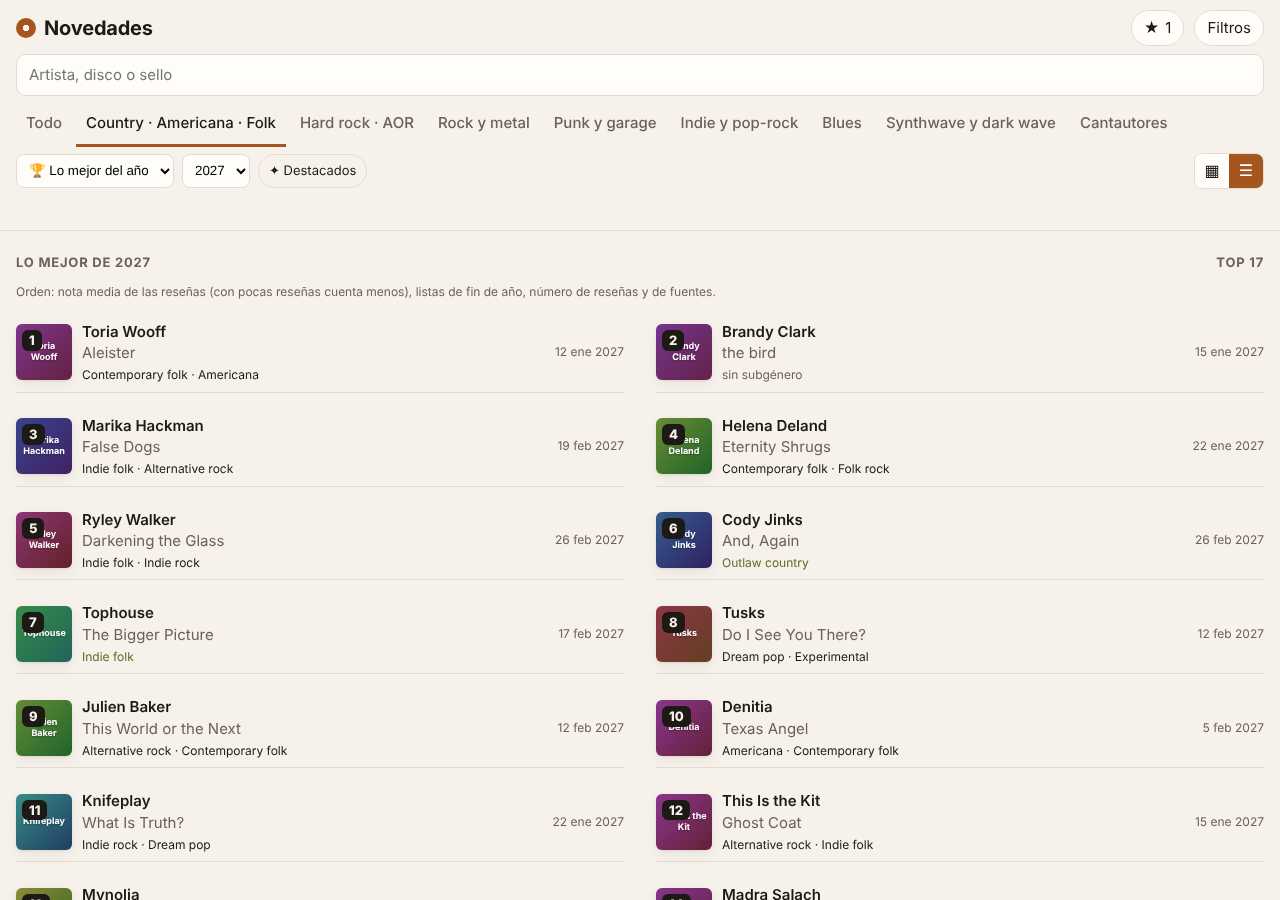 Novedades
★ 1
Filtros
Artista, disco o sello
Todo
Country · Americana · Folk
Hard rock · AOR
Rock y metal
Punk y garage
Indie y pop-rock
Blues
Synthwave y dark wave
Cantautores
🏆 Lo mejor del año
2027
✦ Destacados
LO MEJOR DE 2027
TOP 17
Orden: nota media de las reseñas (con pocas reseñas cuenta menos), listas de fin de año, número de reseñas y de fuentes.
1
Wooff
Toria Wooff
Aleister
Contemporary folk · Americana
12 ene 2027
2
Clark
Brandy Clark
the bird
sin subgénero
15 ene 2027
3
Hackman
Marika Hackman
False Dogs
Indie folk · Alternative rock
19 feb 2027
4
Deland
Helena Deland
Eternity Shrugs
Contemporary folk · Folk rock
22 ene 2027
5
Walker
Ryley Walker
Darkening the Glass
Indie folk · Indie rock
26 feb 2027
6
Jinks
Cody Jinks
And, Again
Outlaw country
26 feb 2027
7
Tophouse
The Bigger Picture
Indie folk
17 feb 2027
8
Tusks
Do I See You There?
Dream pop · Experimental
12 feb 2027
9
Baker
Julien Baker
This World or the Next
Alternative rock · Contemporary folk
12 feb 2027
10
Denitia
Texas Angel
Americana · Contemporary folk
5 feb 2027
11
Knifeplay
What Is Truth?
Indie rock · Dream pop
22 ene 2027
12
the
Kit
This Is the Kit
Ghost Coat
Alternative rock · Indie folk
15 ene 2027
Mynolia
Madra Salach